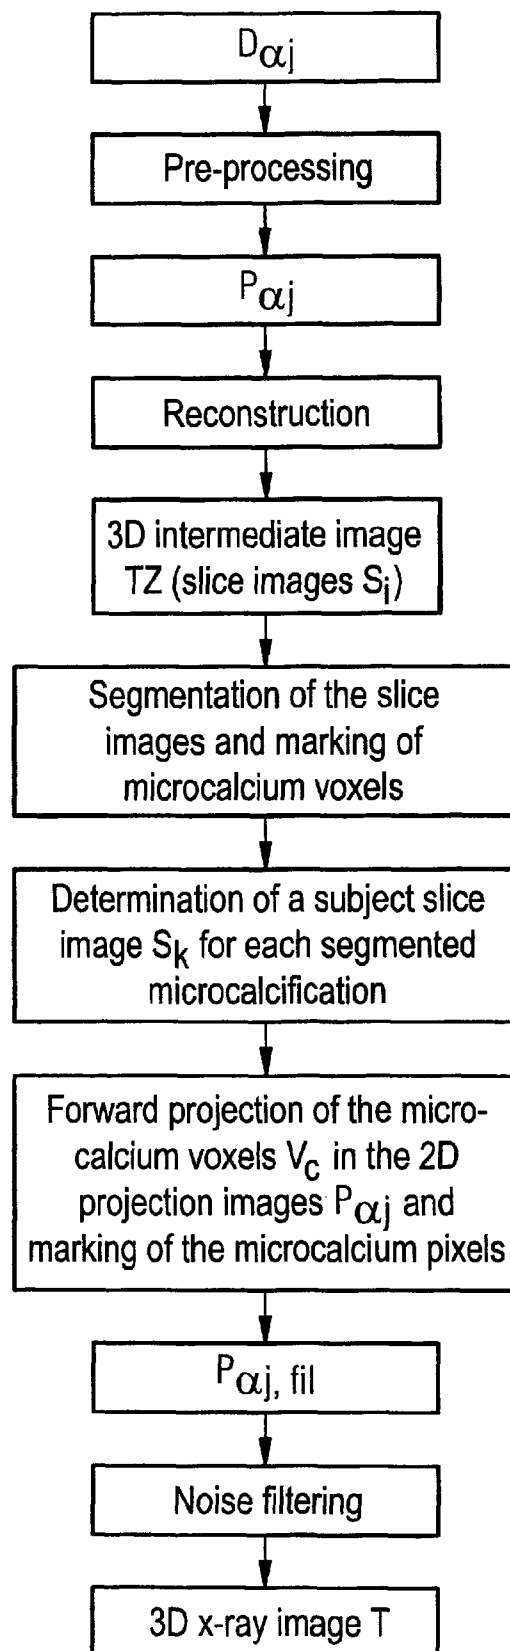 Dαj
Pre-processing
Pαj
Reconstruction
3D intermediate image
TZ (slice images Si)
Segmentation of the slice
images and marking of
microcalcium voxels
Determination of a subject slice
image Sk for each segmented
microcalcification
Forward projection of the micro-
calcium voxels Vc in the 2D
projection images Pαj and
marking of the microcalcium pixels
Pαj, fil
Noise filtering
3D x-ray image T